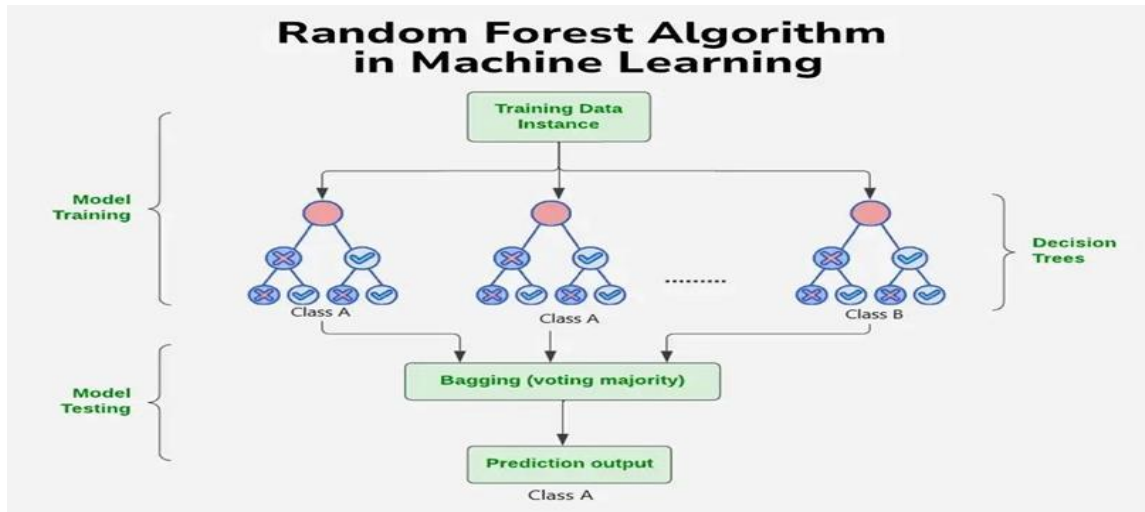 Random Forest Algorithm
in Machine Learning
Training Data
Instance
Model
Training
Decision
Trees
Class A
Class A
Class B
Bagging (voting majority)
Model
Testing
Prediction output
Class A